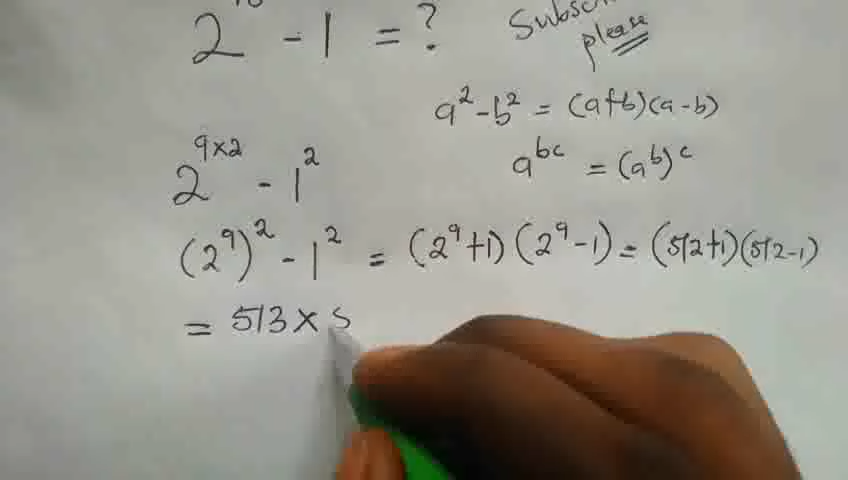 2 - 1 = ?
please
a² - b² = (a+b)(a-b)
a^{bc} = (a^b)^c
2^{9×2} - 1²
(2⁹)² - 1² = (2⁹+1)(2⁹-1) = (512+1)(512-1)
= 513 × 5